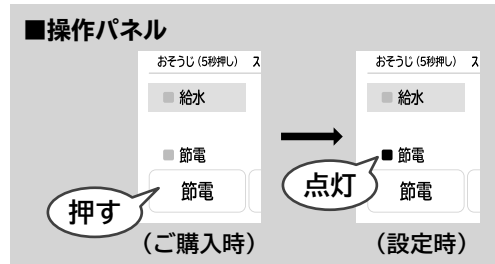 ■操作パネル
おそうじ（5秒押し） ス
給水
節電
節電
押す
（ご購入時）
おそうじ（5秒押し） ス
給水
節電
点灯
節電
（設定時）